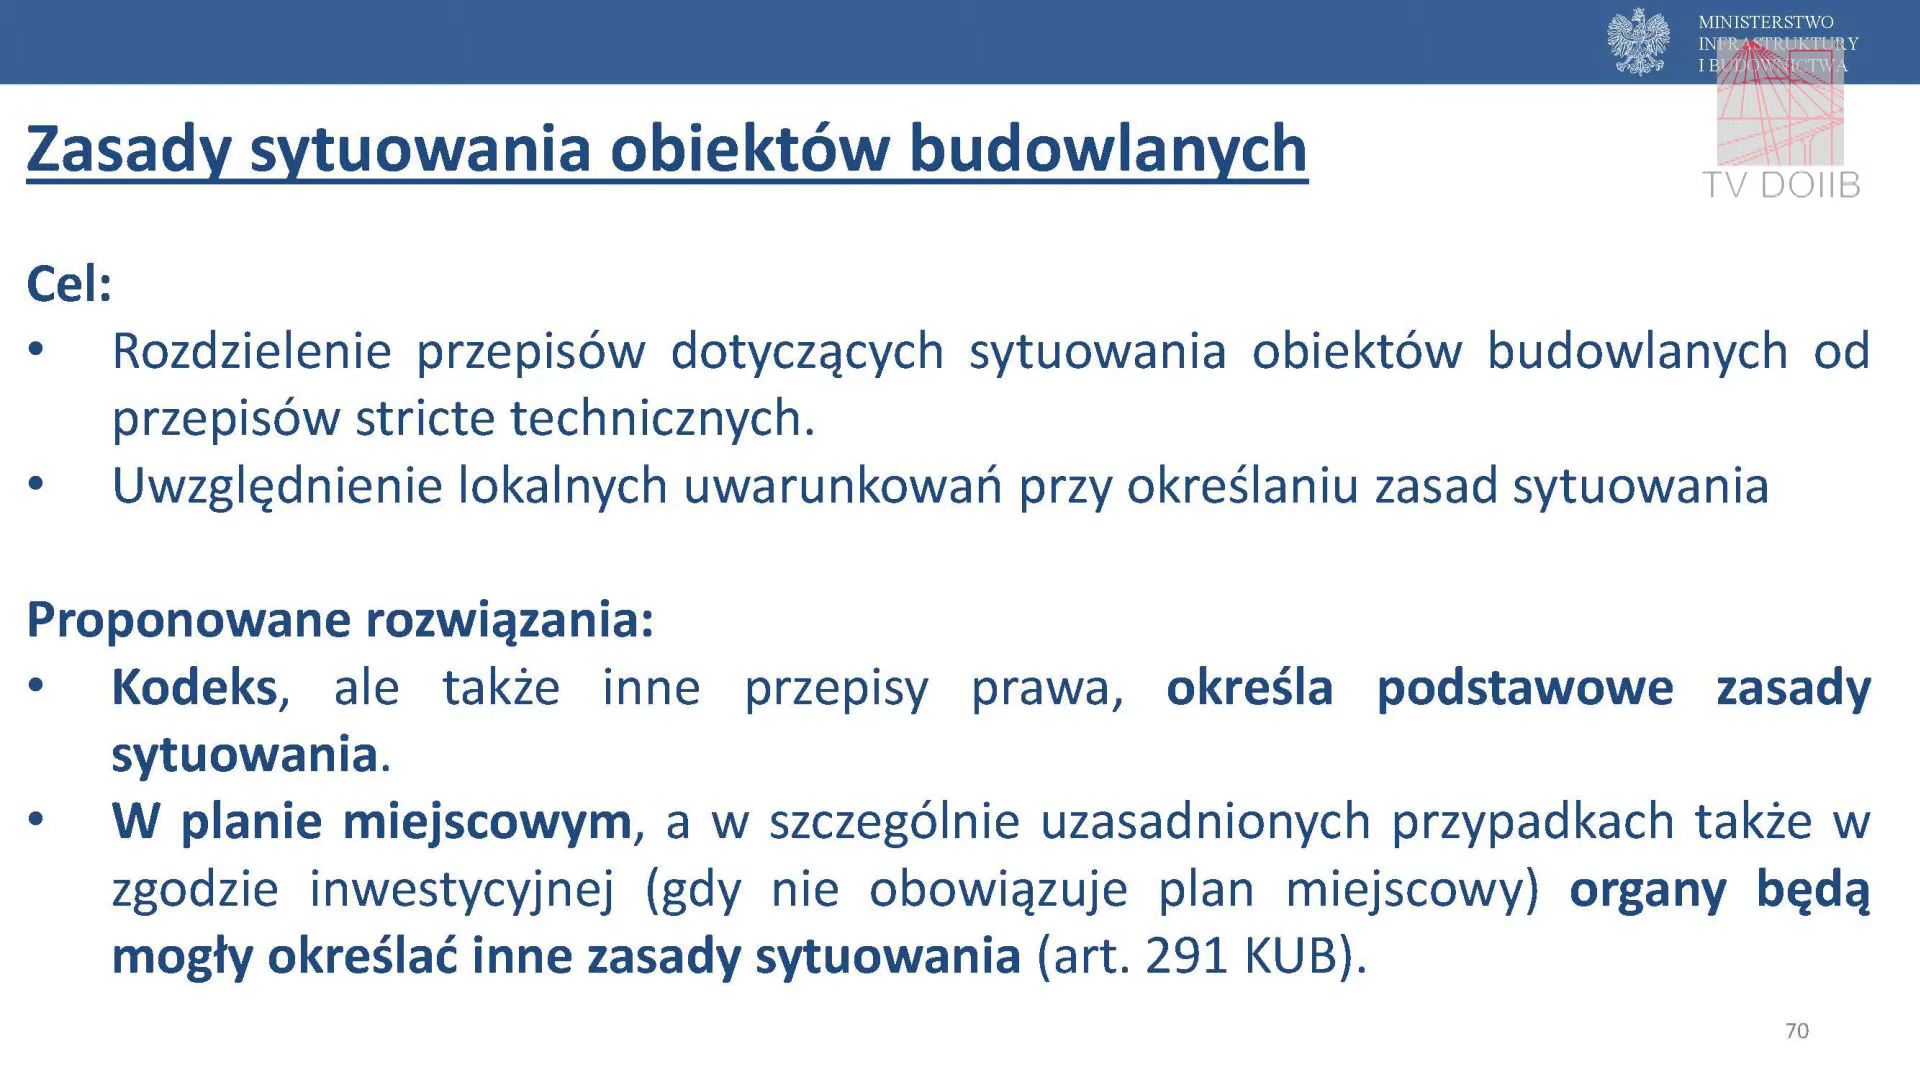 MINISTERSTWO
INFRASTRUKTURY
I BUDOWNICTWA
TV DOIIB
Zasady sytuowania obiektów budowlanych
Cel:
• Rozdzielenie przepisów dotyczących sytuowania obiektów budowlanych od
przepisów stricte technicznych.
• Uwzględnienie lokalnych uwarunkowań przy określaniu zasad sytuowania
Proponowane rozwiązania:
• Kodeks, ale także inne przepisy prawa, określa podstawowe zasady
sytuowania.
• W planie miejscowym, a w szczególnie uzasadnionych przypadkach także w
zgodzie inwestycyjnej (gdy nie obowiązuje plan miejscowy) organy będą
mogły określać inne zasady sytuowania (art. 291 KUB).
70